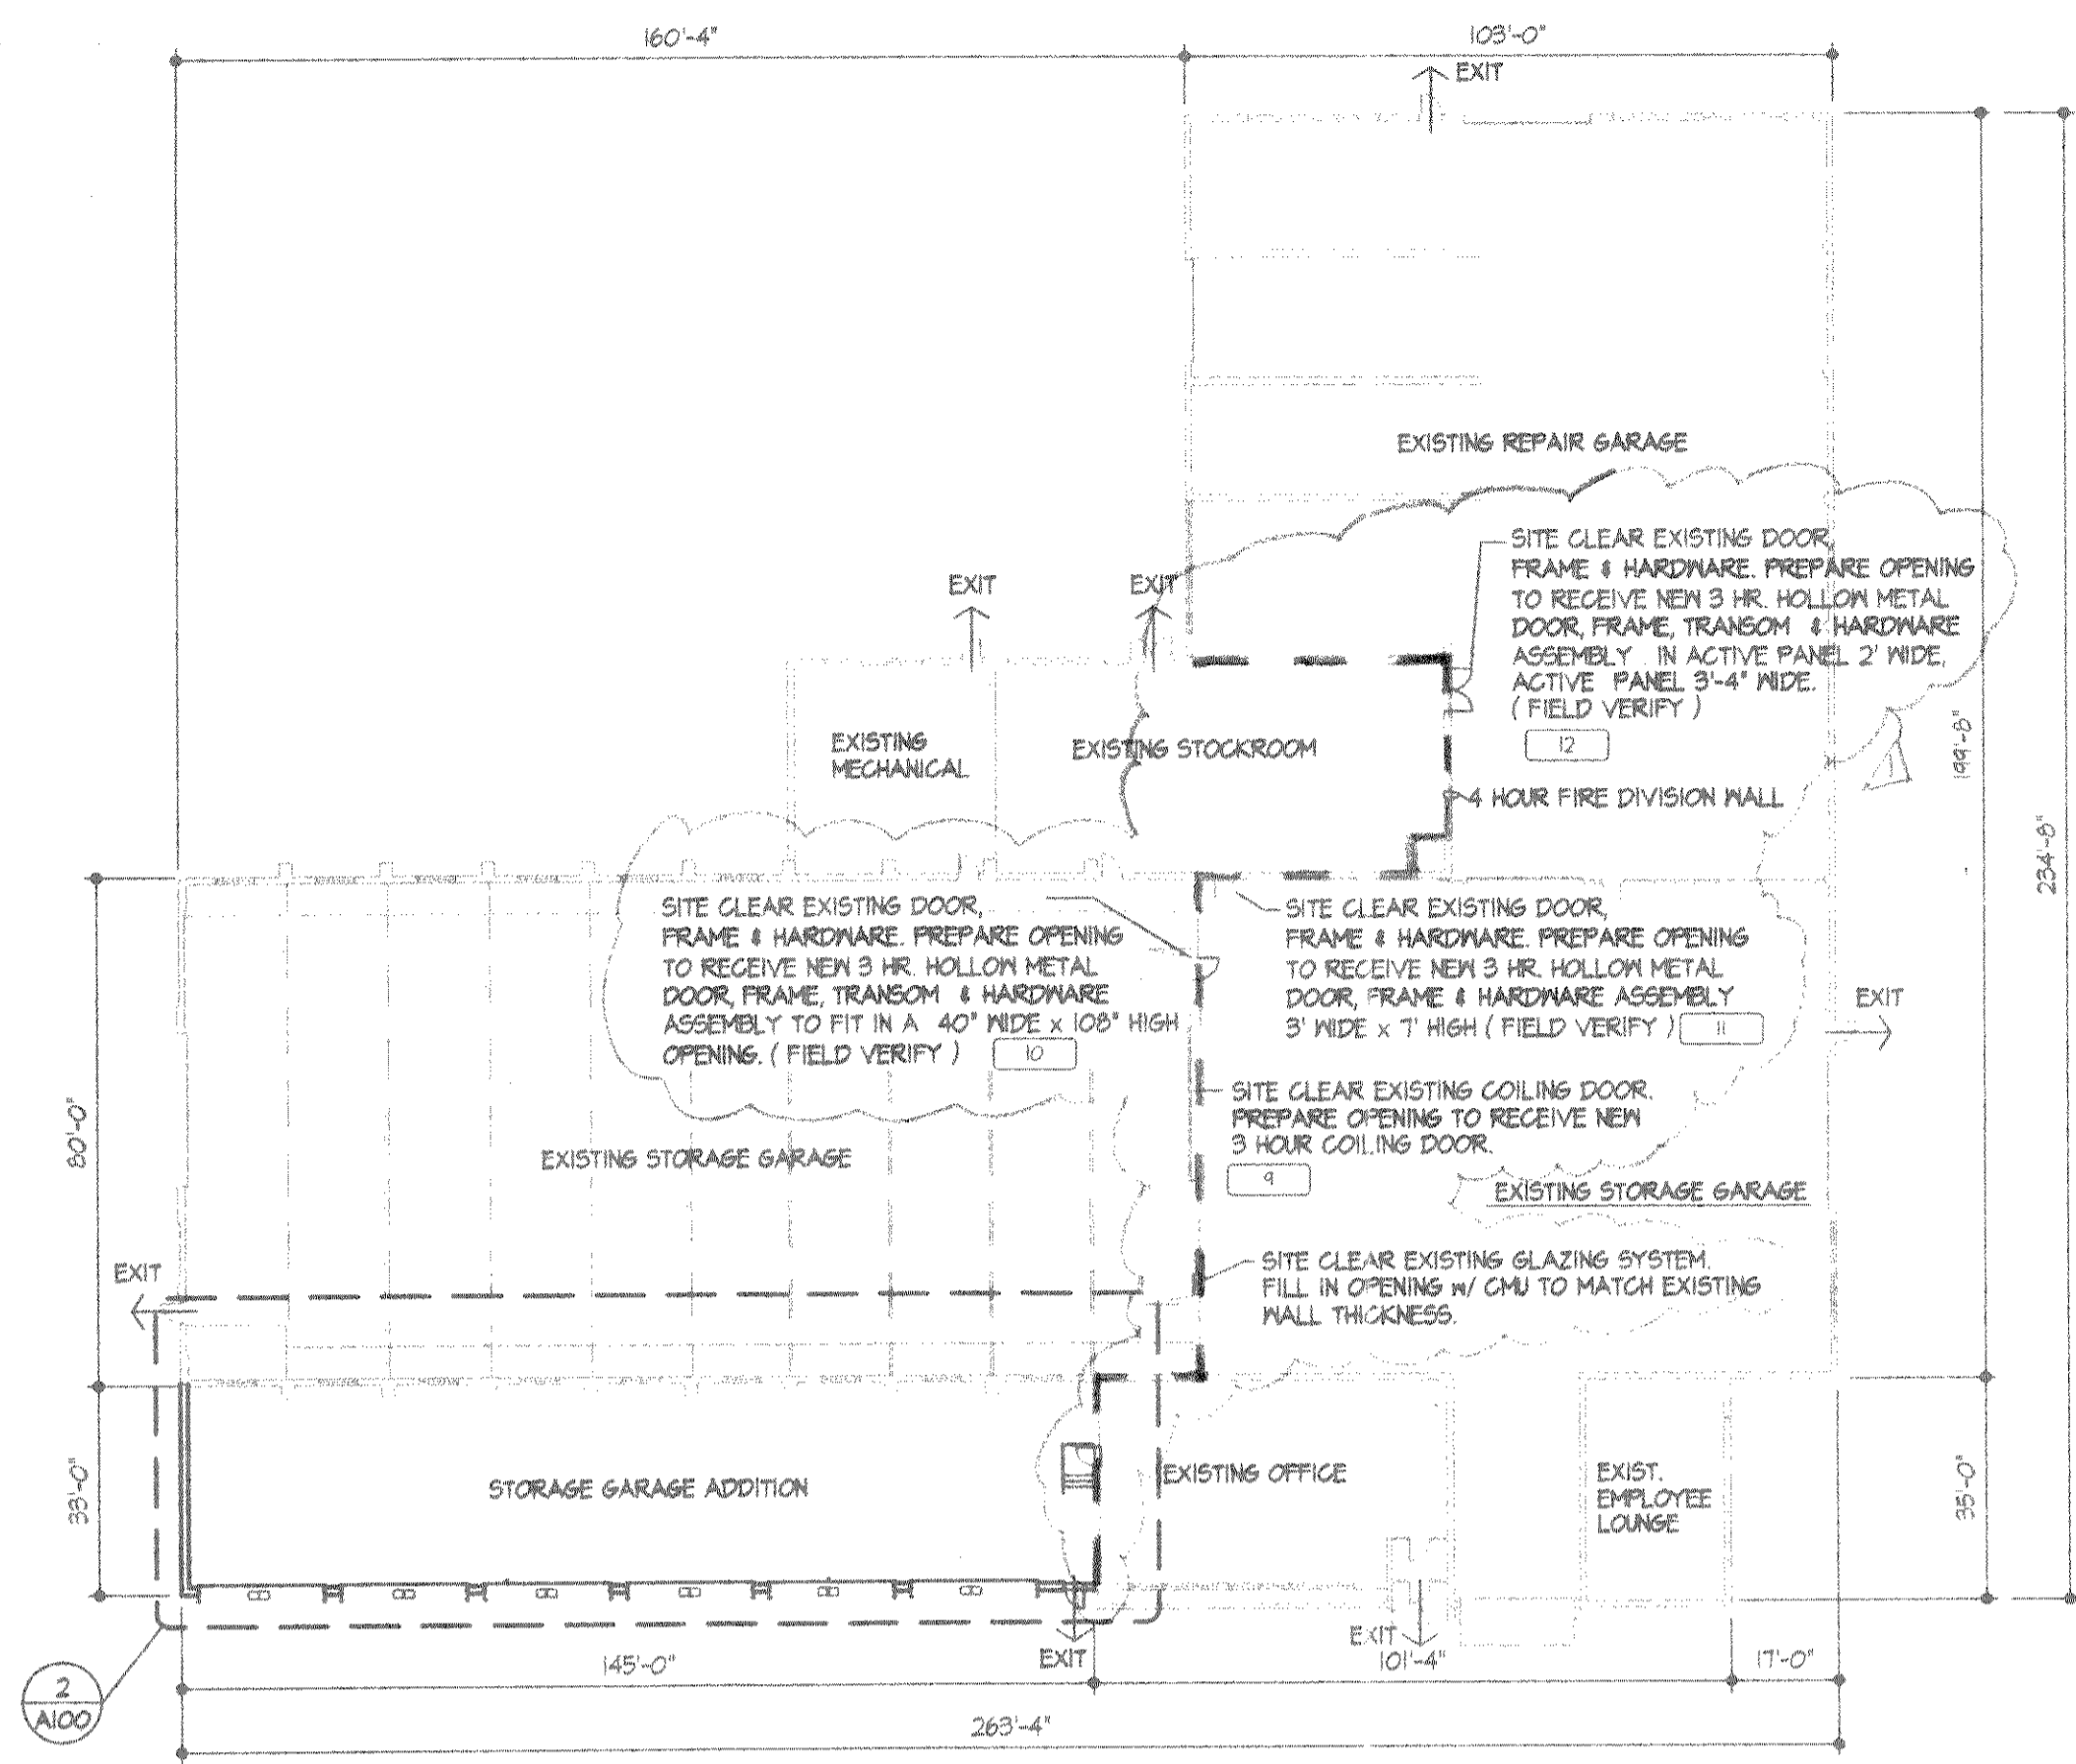 160'-4"
103'-0"
EXIT
EXISTING REPAIR GARAGE
SITE CLEAR EXISTING DOOR,
FRAME & HARDWARE. PREPARE OPENING
TO RECEIVE NEW 3 HR. HOLLOW METAL
DOOR, FRAME, TRANSOM & HARDWARE
ASSEMBLY. IN ACTIVE PANEL 2' WIDE,
ACTIVE PANEL 3'-4" WIDE.
(FIELD VERIFY)
12
EXIT
EXIT
EXISTING
MECHANICAL
EXISTING STOCKROOM
4 HOUR FIRE DIVISION WALL
199'-8"
234'-8"
SITE CLEAR EXISTING DOOR,
FRAME & HARDWARE. PREPARE OPENING
TO RECEIVE NEW 3 HR. HOLLOW METAL
DOOR, FRAME, TRANSOM & HARDWARE
ASSEMBLY TO FIT IN A 40" WIDE x 108" HIGH
OPENING. (FIELD VERIFY)
10
SITE CLEAR EXISTING DOOR,
FRAME & HARDWARE. PREPARE OPENING
TO RECEIVE NEW 3 HR. HOLLOW METAL
DOOR, FRAME & HARDWARE ASSEMBLY
3' WIDE x 7' HIGH (FIELD VERIFY)
11
EXIT
SITE CLEAR EXISTING COILING DOOR.
PREPARE OPENING TO RECEIVE NEW
3 HOUR COILING DOOR.
9
80'-0"
EXISTING STORAGE GARAGE
EXISTING STORAGE GARAGE
SITE CLEAR EXISTING GLAZING SYSTEM.
FILL IN OPENING w/ CMU TO MATCH EXISTING
WALL THICKNESS.
EXIT
33'-0"
STORAGE GARAGE ADDITION
EXISTING OFFICE
EXIST.
EMPLOYEE
LOUNGE
35'-0"
EXIT
EXIT
145'-0"
101'-4"
17'-0"
2
A100
263'-4"